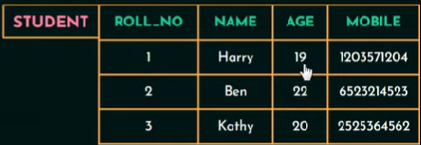 STUDENT ROLL_NO NAME AGE MOBILE
1 Harry 19 1203571204
2 Ben 22 6523214523
3 Kathy 20 2525364562